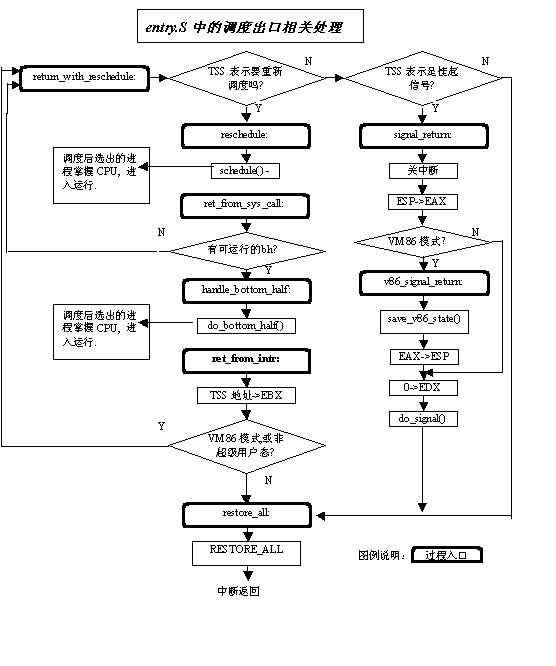 entry.S 中的调度出口相关处理
return_with_reschedule:
TSS 表示要重新
调度吗?
N
TSS 表示是性起
信号?
N
Y
Y
reschedule:
signal_return:
调度后选出的进
程掌握 CPU, 进
入运行.
schedule() -
关中断
ret_from_sys_call:
ESP->EAX
N
有可运行的bh?
VM86 模式?
N
Y
Y
handle_bottom_half:
v86_signal_return:
调度后选出的进
程掌握 CPU, 进
入运行.
do_bottom_half()
save_v86_state()
ret_from_intr:
EAX->ESP
TSS 地址->EBX
0->EDX
Y
VM86 模式或非
超级用户态?
do_signal()
N
restore_all:
RESTORE_ALL
图例说明:
过程入口
中断返回